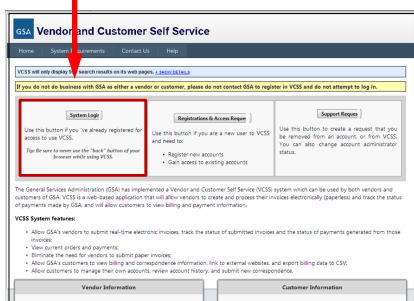 GSA Vendor and Customer Self Service
Home System Requirements Contact Us Help
VCSS will only display the search results on its web pages. + SHOW DETAILS
If you do not do business with GSA as either a vendor or customer, please do not contact GSA to register in VCSS and do not attempt to log in.
System Logir
Use this button if you 've already registered for
access to use VCSS.
Tip: Be sure to never use the "back" button of your
browser while using VCSS.
Registrations & Access Reques
Use this button if you are a new user to VCSS
and need to:
• Register new accounts
• Gain access to existing accounts
Support Reques
Use this button to create a request that you
be removed from an account, or from VCSS.
You can also change account administrator
status.
The General Services Administration (GSA) has implemented a Vendor and Customer Self Service (VCSS) system which can be used by both vendors and
customers of GSA. VCSS is a web-based application that will allow vendors to create and process their invoices electronically (paperless) and track the status
of payments made by GSA, and will allow customers to view billing and payment information.
VCSS System features:
• Allow GSA's vendors to submit real-time electronic invoices, track the status of submitted invoices and the status of payments generated from those
invoices;
• View current orders and payments;
• Eliminate the need for vendors to submit paper invoices;
• Allow GSA's customers to view billing and correspondence information, link to external websites, and export billing data to CSV;
• Allow customers to manage their own accounts, review account history, and submit new correspondence.
Vendor Information
Customer Information